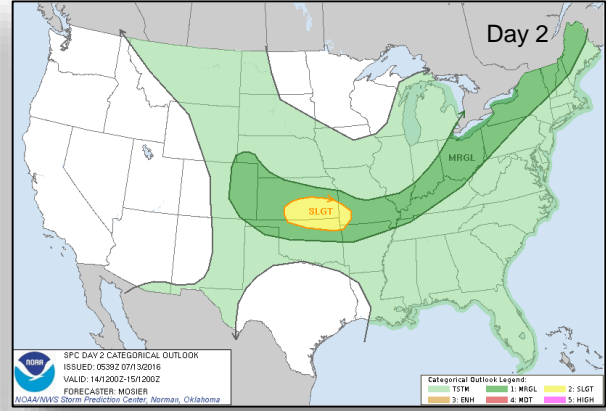 Day 2
MRGL
SLGT
NOAA
SPC DAY 2 CATEGORICAL OUTLOOK
ISSUED: 0539Z 07/13/2016
VALID: 14/1200Z-15/1200Z
FORECASTER: MOSIER
NOAA/NWS Storm Prediction Center, Norman, Oklahoma
Categorical Outlook Legend:
TSTM 1: MRGL 2: SLGT
3: ENH 4: MDT 5: HIGH